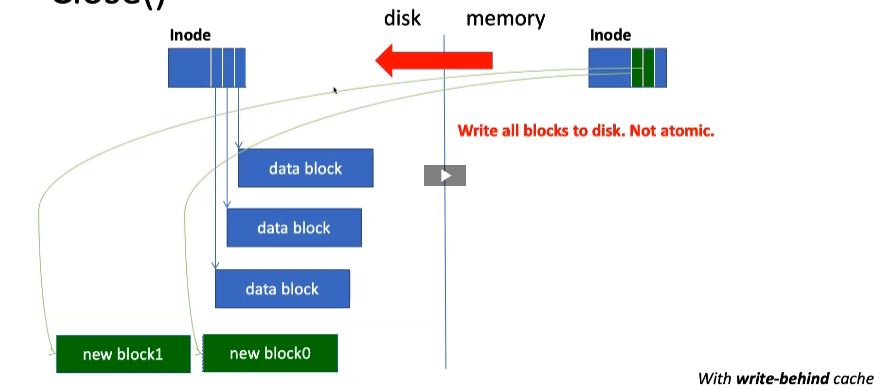 Close()
disk
memory
Inode
Inode
Write all blocks to disk. Not atomic.
data block
data block
data block
new block1
new block0
With write-behind cache